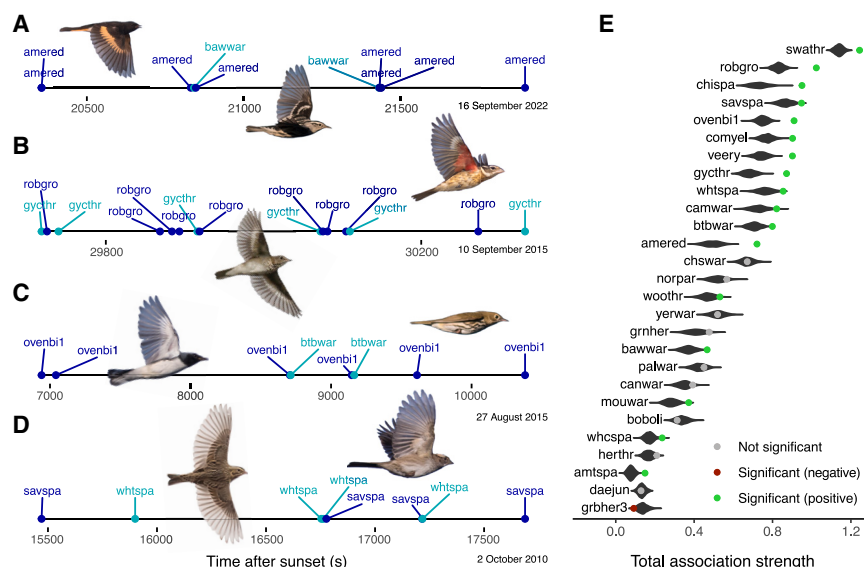 A
amered
amered
bawwar
amered
bawwar
amered
amered
amered
20500
21000
21500
16 September 2022
B
robgro
gycthr
gycthr
robgro
robgro
robgro
gycthr
robgro
robgro
gycthr
robgro
robgro
gycthr
robgro
gycthr
29800
30200
10 September 2015
C
ovenbi1
ovenbi1
ovenbi1
btbwar
ovenbi1
btbwar
ovenbi1
ovenbi1
7000
8000
9000
10000
27 August 2015
D
savspa
whtspa
whtspa
whtspa
savspa
savspa
whtspa
savspa
15500
16000
16500
17000
17500
Time after sunset (s)
2 October 2010
E
swathr
robgro
chispa
savspa
ovenbi1
comyel
veery
gycthr
whtspa
camwar
btbwar
amered
chswar
norpar
woothr
yerwar
grnher
bawwar
palwar
canwar
mouwar
boboli
whcspa
herthr
amtspa
daejun
grbher3
Not significant
Significant (negative)
Significant (positive)
0.0
0.4
0.8
1.2
Total association strength